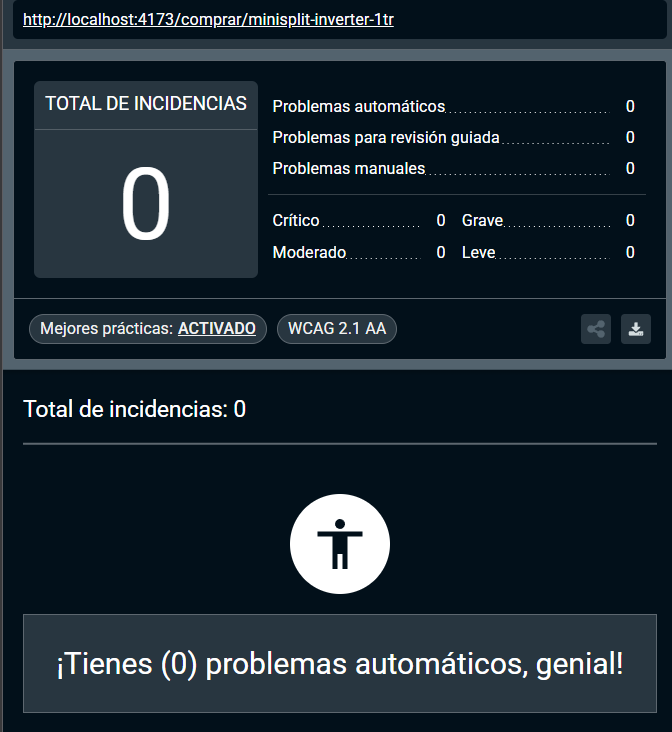 http://localhost:4173/comprar/minisplit-inverter-1tr
TOTAL DE INCIDENCIAS
0
Problemas automáticos 0
Problemas para revisión guiada 0
Problemas manuales 0
Crítico 0 Grave 0
Moderado 0 Leve 0
Mejores prácticas: ACTIVADO WCAG 2.1 AA
Total de incidencias: 0
¡Tienes (0) problemas automáticos, genial!